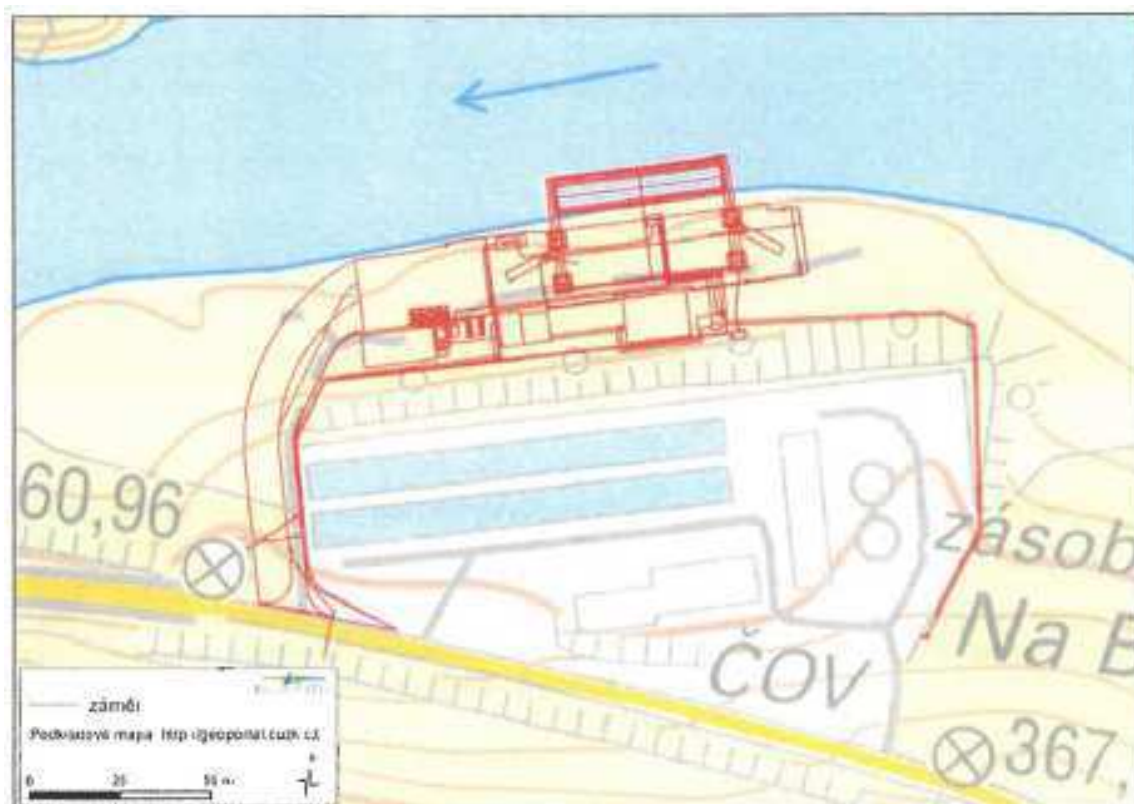 60,96
zásob
Na B
ČOV
367,
záměr
Podkladová mapa http://geoportal.cuzk.cz
0 25 50 m